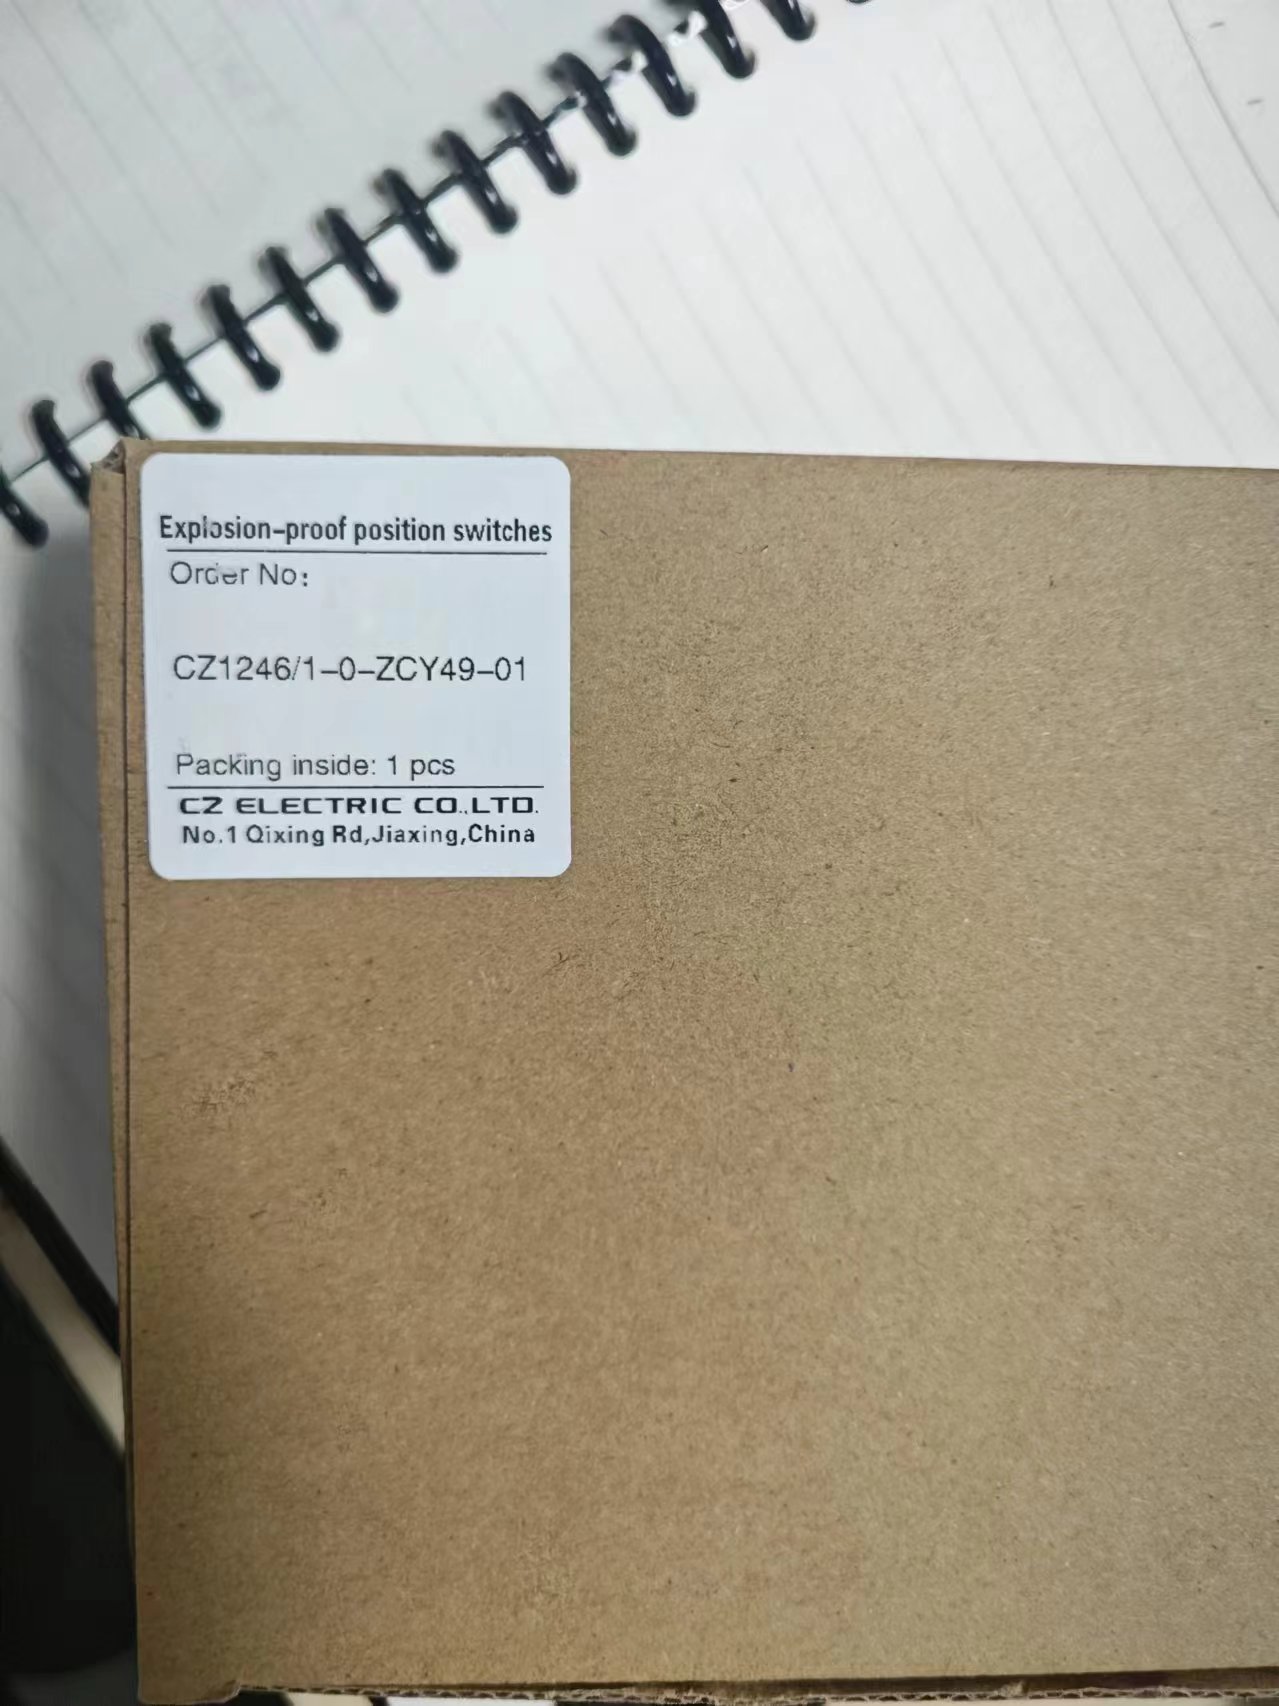 Explosion-proof position switches
Order No:
CZ1246/1-0-ZCY49-01
Packing inside: 1 pcs
CZ ELECTRIC CO.,LTD.
No.1 Qixing Rd,Jiaxing,China